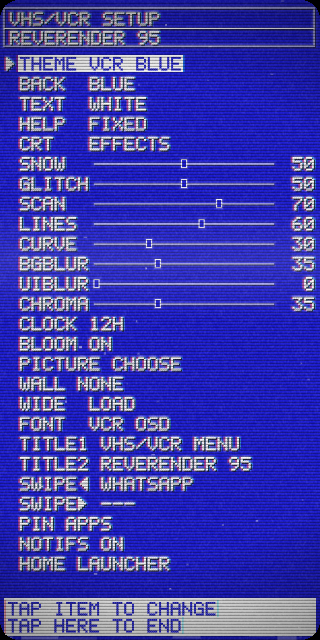 VHS/VCR SETUP
REVERENDER 95
THEME VCR BLUE
BACK BLUE
TEXT WHITE
HELP FIXED
CRT EFFECTS
SNOW 50
GLITCH 50
SCAN 70
LINES 60
CURVE 30
BGBLUR 35
UIBLUR 0
CHROMA 35
CLOCK 12H
BLOOM ON
PICTURE CHOOSE
WALL NONE
WIDE LOAD
FONT VCR OSD
TITLE1 VHS/VCR MENU
TITLE2 REVERENDER 95
SWIPE◀ WHATSAPP
SWIPE▶ ---
PIN APPS
NOTIFS ON
HOME LAUNCHER
TAP ITEM TO CHANGE
TAP HERE TO END